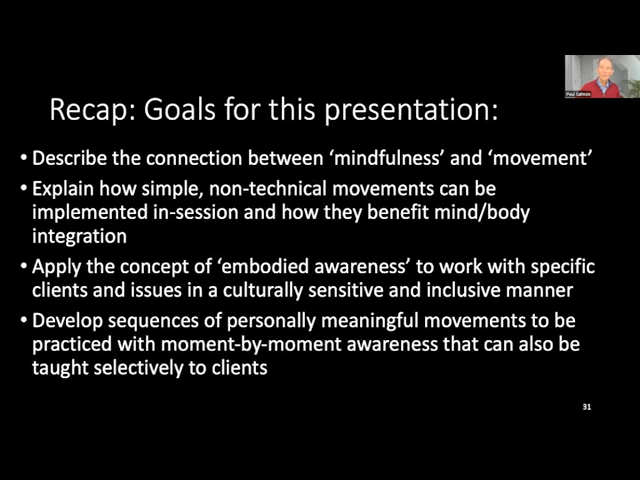 Paul Salmon
Recap: Goals for this presentation:
• Describe the connection between ‘mindfulness’ and ‘movement’
• Explain how simple, non-technical movements can be
implemented in-session and how they benefit mind/body
integration
• Apply the concept of ‘embodied awareness’ to work with specific
clients and issues in a culturally sensitive and inclusive manner
• Develop sequences of personally meaningful movements to be
practiced with moment-by-moment awareness that can also be
taught selectively to clients
31